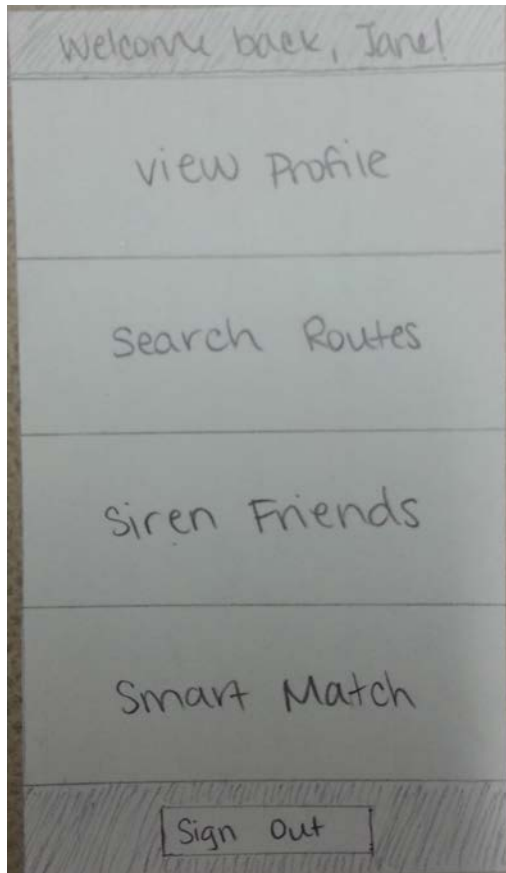 Welcome back, Jane!
View Profile
Search Routes
Siren Friends
Smart Match
Sign Out